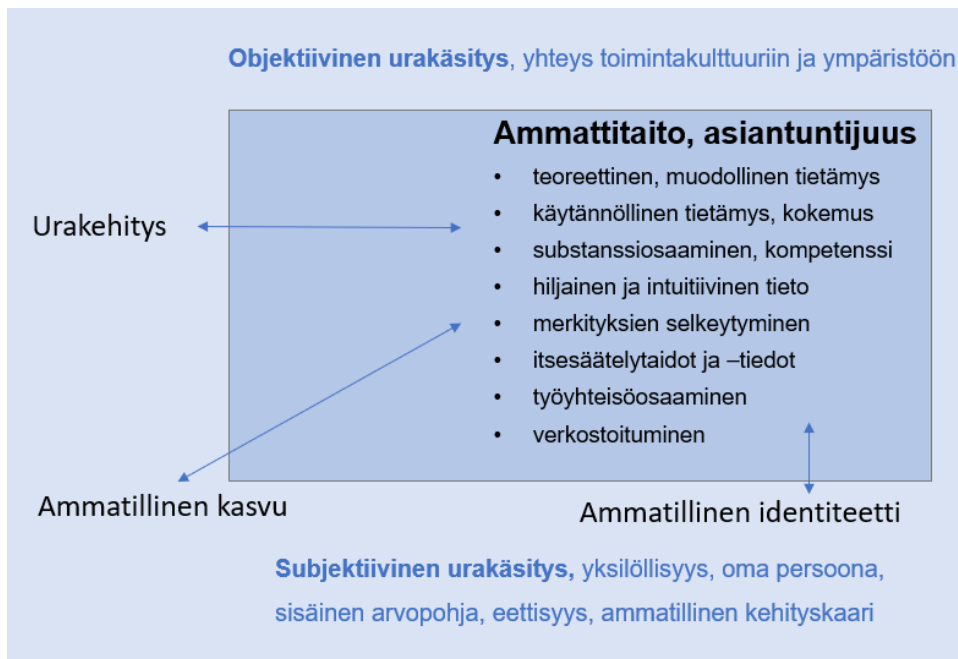 Objektiivinen urakäsitys, yhteys toimintakulttuuriin ja ympäristöön
Ammattitaito, asiantuntijuus
• teoreettinen, muodollinen tietämys
• käytännöllinen tietämys, kokemus
• substanssiosaaminen, kompetenssi
• hiljainen ja intuitiivinen tieto
• merkityksien selkeytyminen
• itsesäätelytaidot ja –tiedot
• työyhteisöosaaminen
• verkostoituminen
Urakehitys
Ammatillinen kasvu
Ammatillinen identiteetti
Subjektiivinen urakäsitys, yksilöllisyys, oma persoona,
sisäinen arvopohja, eettisyys, ammatillinen kehityskaari